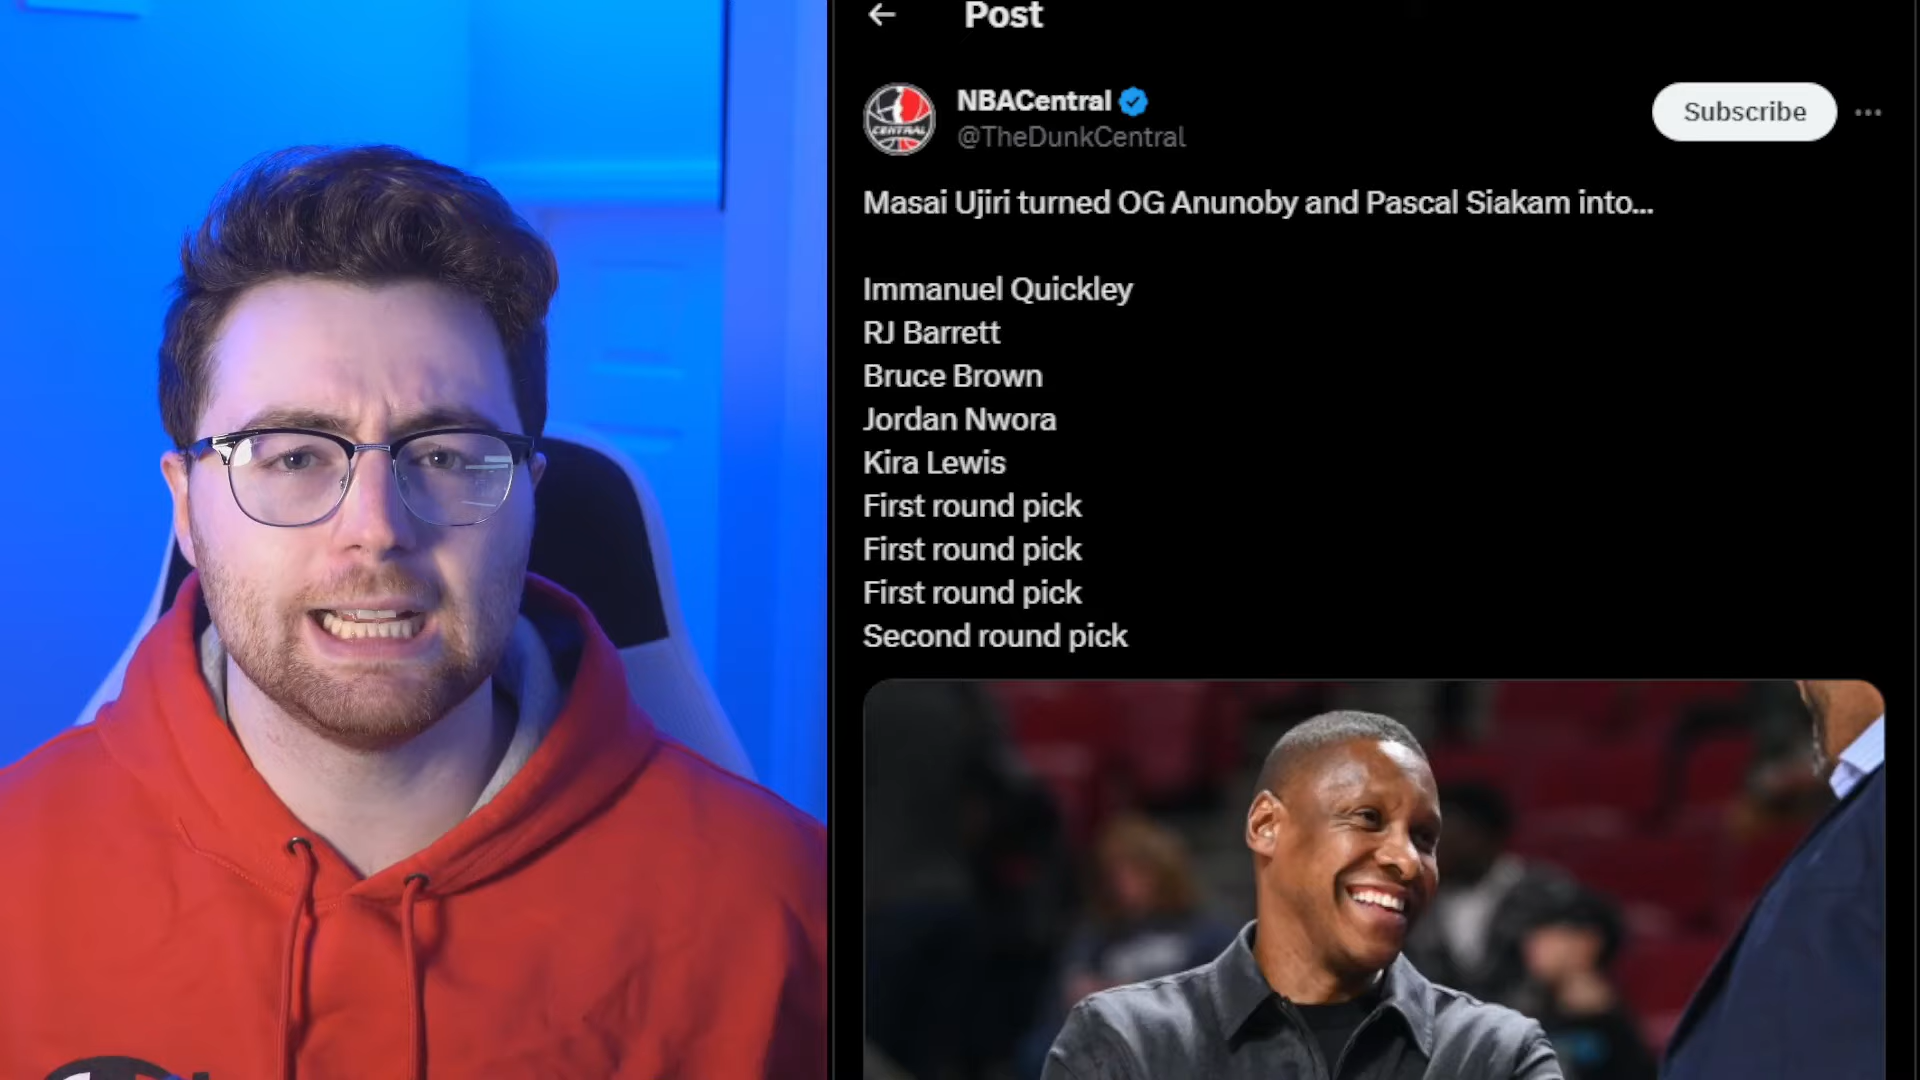 Post
NBACentral
@TheDunkCentral
Subscribe
Masai Ujiri turned OG Anunoby and Pascal Siakam into...
Immanuel Quickley
RJ Barrett
Bruce Brown
Jordan Nwora
Kira Lewis
First round pick
First round pick
First round pick
Second round pick
CENTRAL